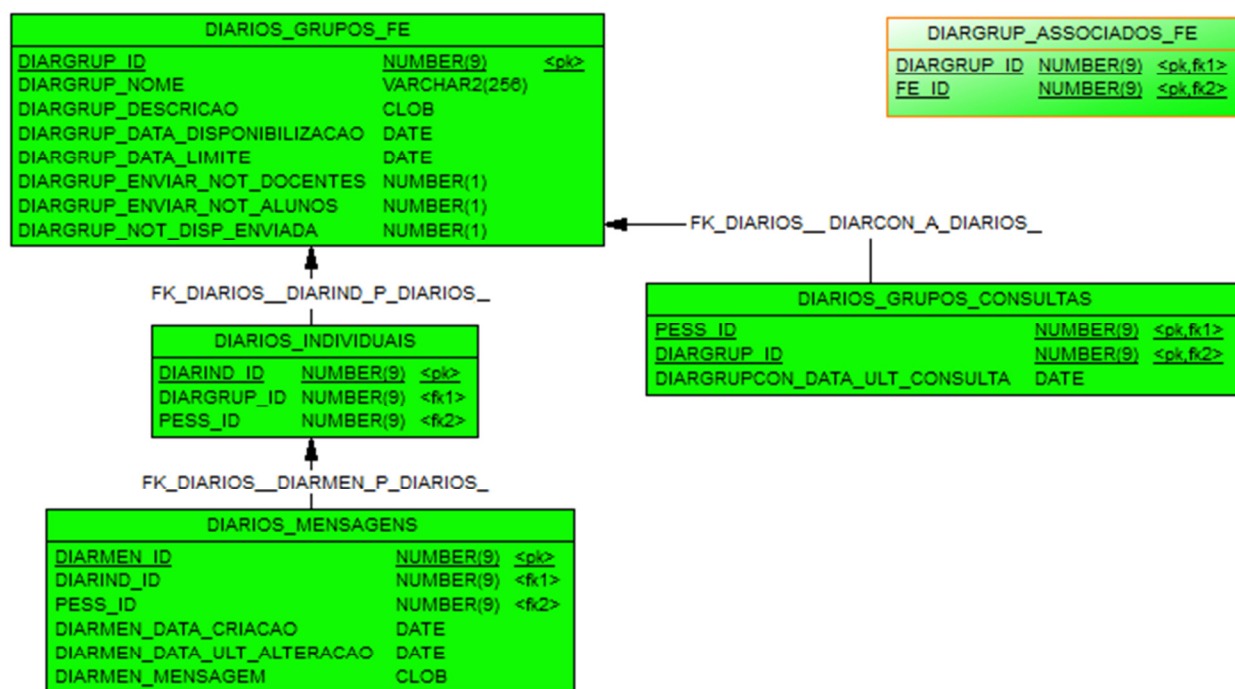 DIARIOS_GRUPOS_FE
DIARGRUP_ID NUMBER(9) <pk>
DIARGRUP_NOME VARCHAR2(256)
DIARGRUP_DESCRICAO CLOB
DIARGRUP_DATA_DISPONIBILIZACAO DATE
DIARGRUP_DATA_LIMITE DATE
DIARGRUP_ENVIAR_NOT_DOCENTES NUMBER(1)
DIARGRUP_ENVIAR_NOT_ALUNOS NUMBER(1)
DIARGRUP_NOT_DISP_ENVIADA NUMBER(1)
DIARGRUP_ASSOCIADOS_FE
DIARGRUP_ID NUMBER(9) <pk,fk1>
FE_ID NUMBER(9) <pk,fk2>
FK_DIARIOS__DIARCON_A_DIARIOS_
FK_DIARIOS__DIARIND_P_DIARIOS_
DIARIOS_GRUPOS_CONSULTAS
PESS_ID NUMBER(9) <pk,fk1>
DIARGRUP_ID NUMBER(9) <pk,fk2>
DIARGRUPCON_DATA_ULT_CONSULTA DATE
DIARIOS_INDIVIDUAIS
DIARIND_ID NUMBER(9) <pk>
DIARGRUP_ID NUMBER(9) <fk1>
PESS_ID NUMBER(9) <fk2>
FK_DIARIOS__DIARMEN_P_DIARIOS_
DIARIOS_MENSAGENS
DIARMEN_ID NUMBER(9) <pk>
DIARIND_ID NUMBER(9) <fk1>
PESS_ID NUMBER(9) <fk2>
DIARMEN_DATA_CRIACAO DATE
DIARMEN_DATA_ULT_ALTERACAO DATE
DIARMEN_MENSAGEM CLOB